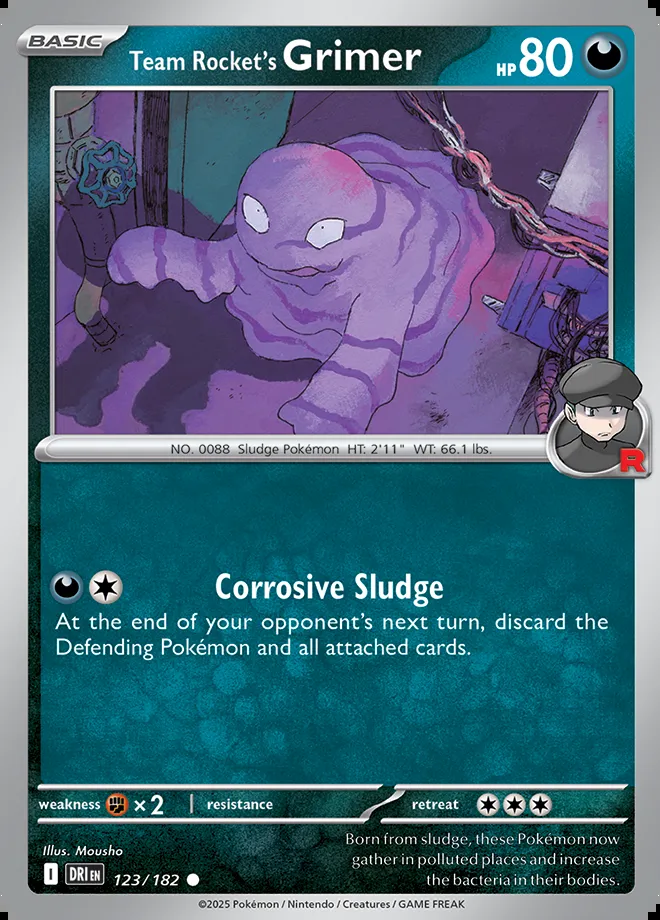 BASIC
Team Rocket's Grimer HP 80
NO. 0088 Sludge Pokémon HT: 2'11" WT: 66.1 lbs.
R
Corrosive Sludge
At the end of your opponent's next turn, discard the
Defending Pokémon and all attached cards.
weakness ×2 resistance retreat
Illus. Mousho
Born from sludge, these Pokémon now
gather in polluted places and increase
the bacteria in their bodies.
I DRI EN 123/182
©2025 Pokémon / Nintendo / Creatures / GAME FREAK